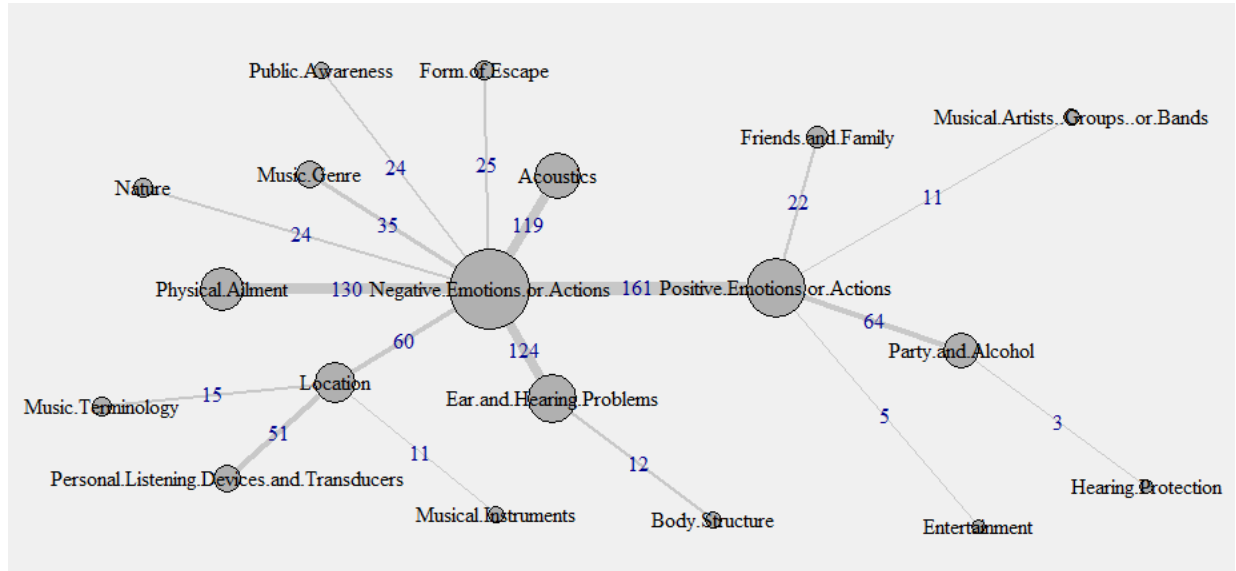 Public.Awareness
Form.of.Escape
Musical.Artists..Groups..or.Bands
Friends.and.Family
24
25
Music.Genre
Acoustics
Nature
35
119
22
11
24
Physical.Ailment
130
Negative.Emotions.or.Actions
161
Positive.Emotions.or.Actions
60
124
64
Party.and.Alcohol
Location
Ear.and.Hearing.Problems
15
Music.Terminology
5
3
51
11
12
Personal.Listening.Devices.and.Transducers
Hearing.Protection
Musical.Instruments
Body.Structure
Entertainment